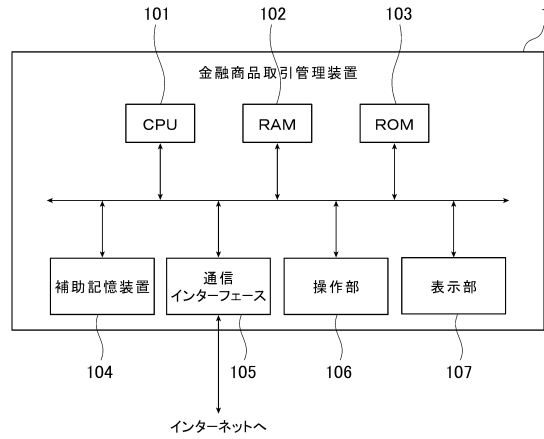 101
102
103
金融商品取引管理装置
CPU
RAM
ROM
補助記憶装置
通信
インターフェース
操作部
表示部
104
105
106
107
インターネットへ